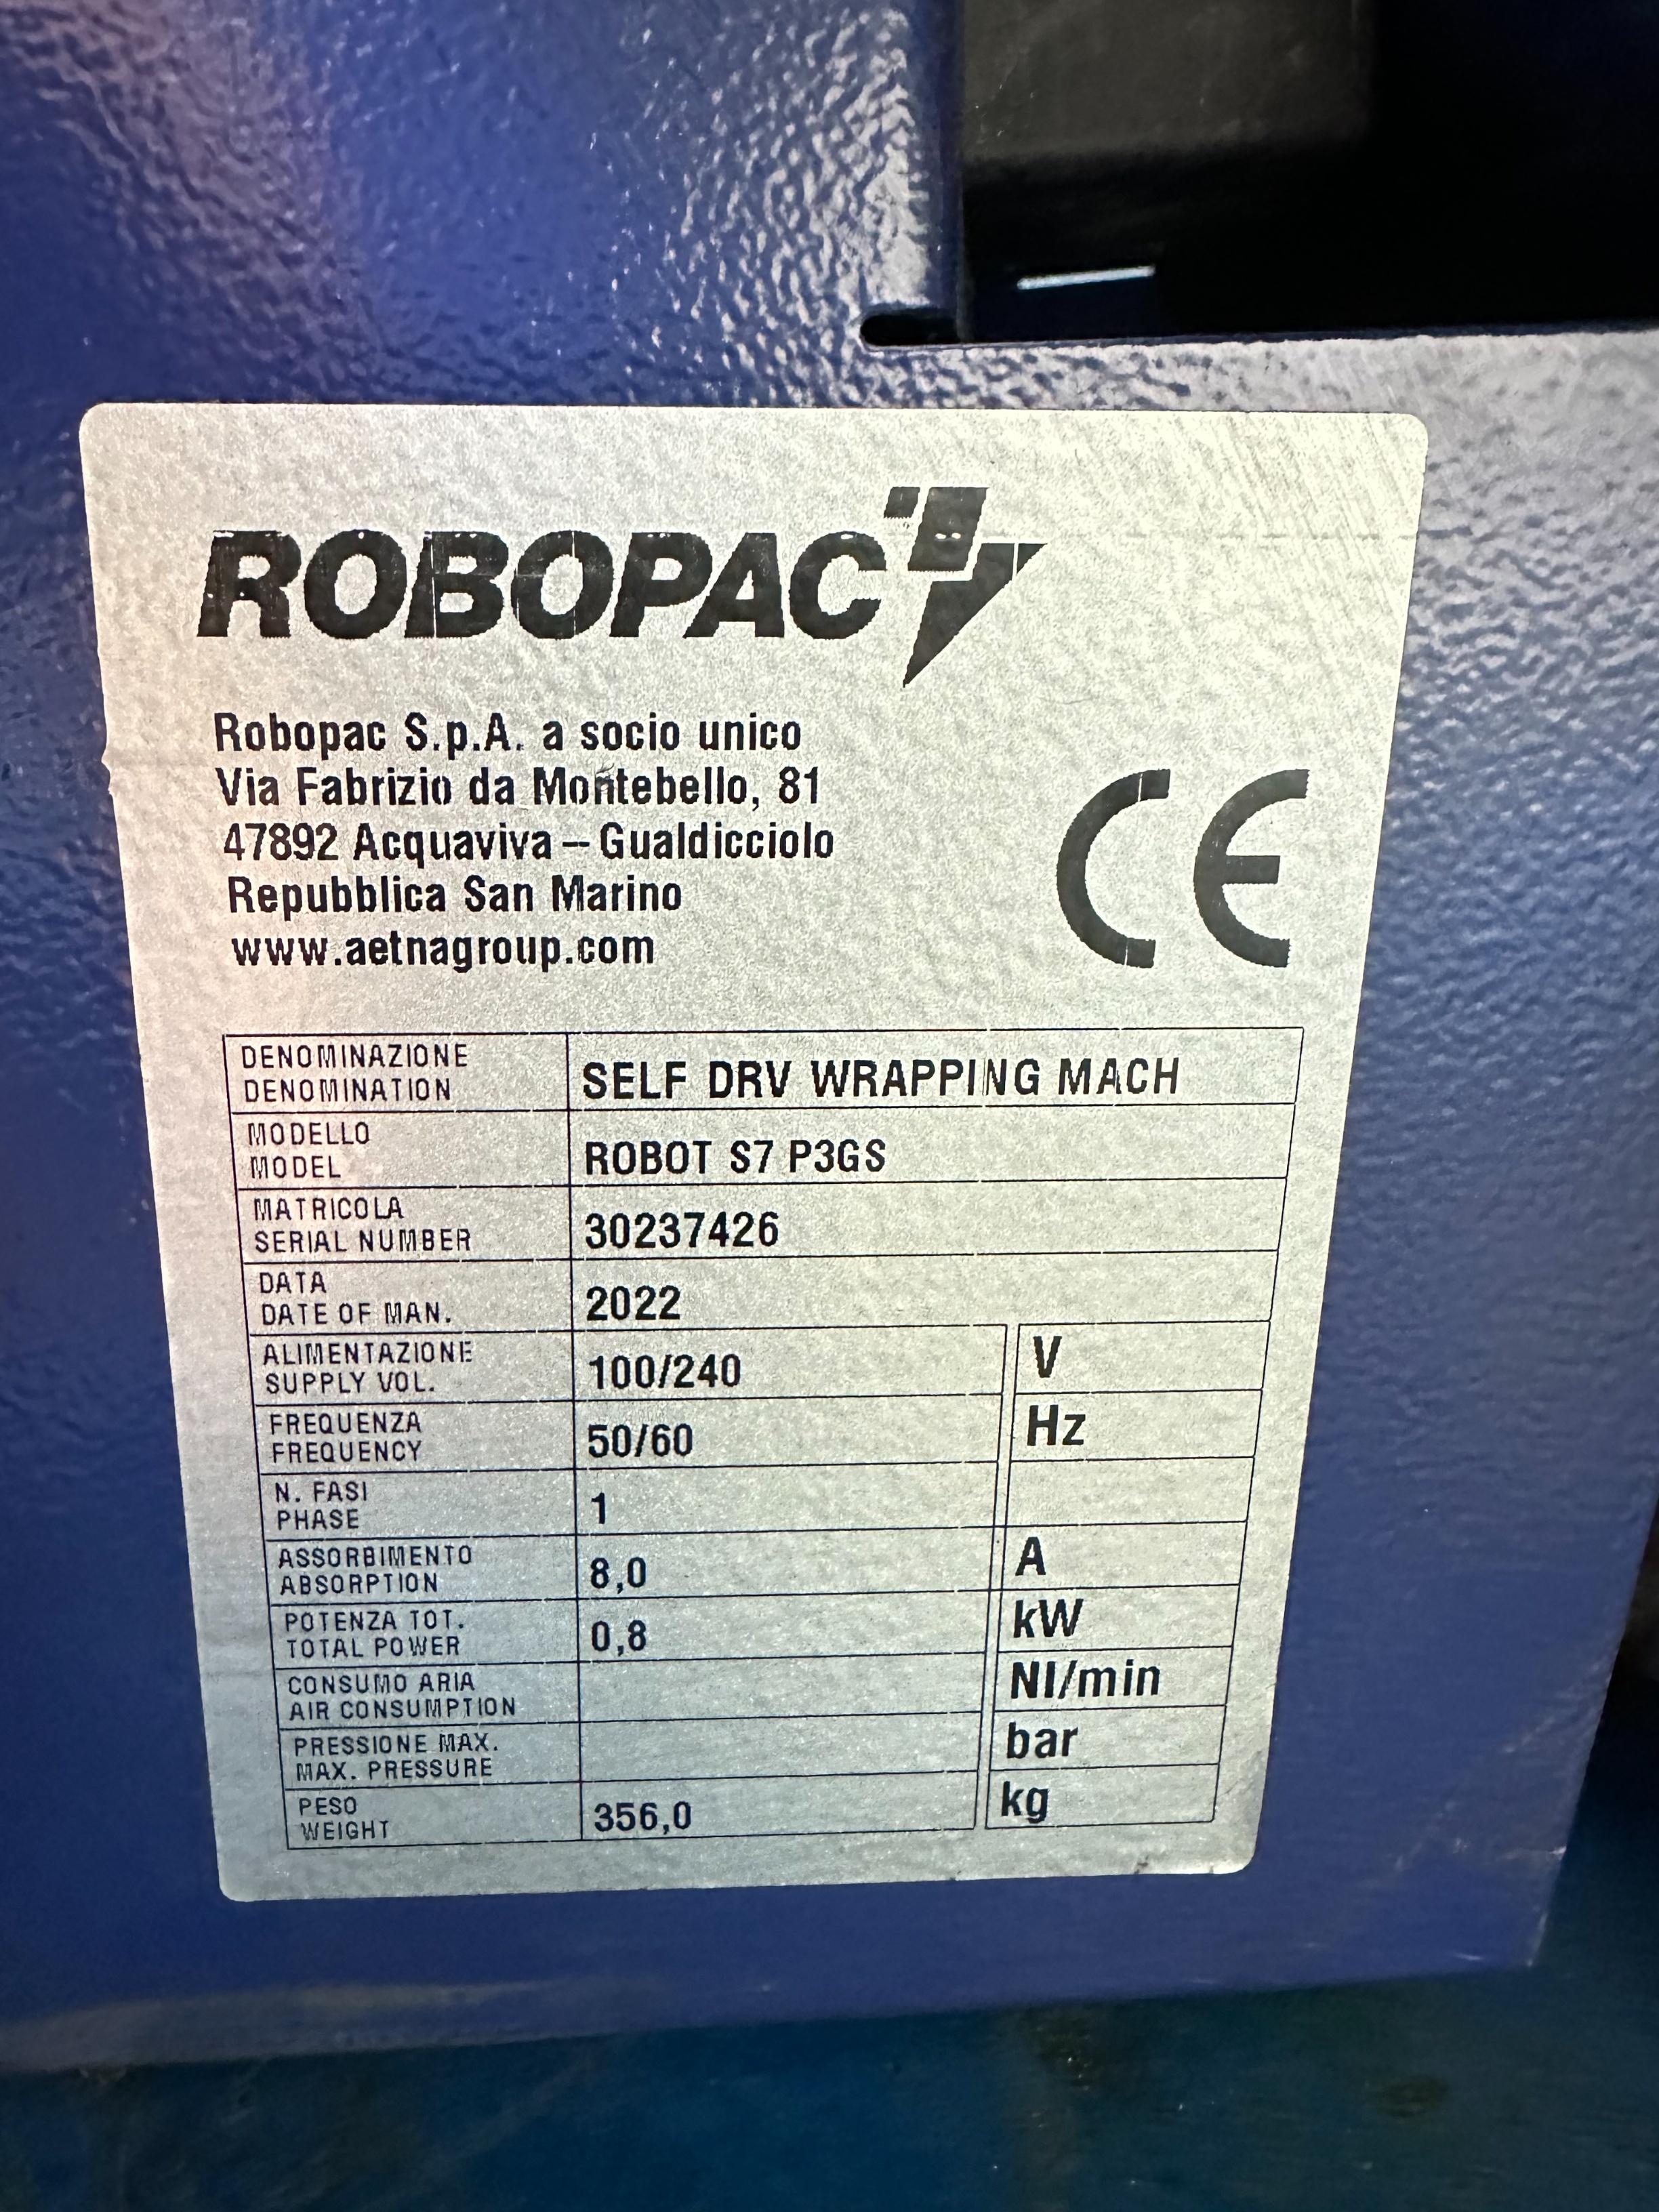 ROBOPAC
Robopac S.p.A. a socio unico
Via Fabrizio da Montebello, 81
47892 Acquaviva – Gualdicciolo
Repubblica San Marino
www.aetnagroup.com
CE
DENOMINAZIONE
DENOMINATION
SELF DRV WRAPPING MACH
MODELLO
MODEL
ROBOT S7 P3GS
MATRICOLA
SERIAL NUMBER
30237426
DATA
DATE OF MAN.
2022
ALIMENTAZIONE
SUPPLY VOL.
100/240 V
FREQUENZA
FREQUENCY
50/60 Hz
N. FASI
PHASE
1
ASSORBIMENTO
ABSORPTION
8,0 A
POTENZA TOT.
TOTAL POWER
0,8 kW
CONSUMO ARIA
AIR CONSUMPTION
Nl/min
PRESSIONE MAX.
MAX. PRESSURE
bar
PESO
WEIGHT
356,0 kg